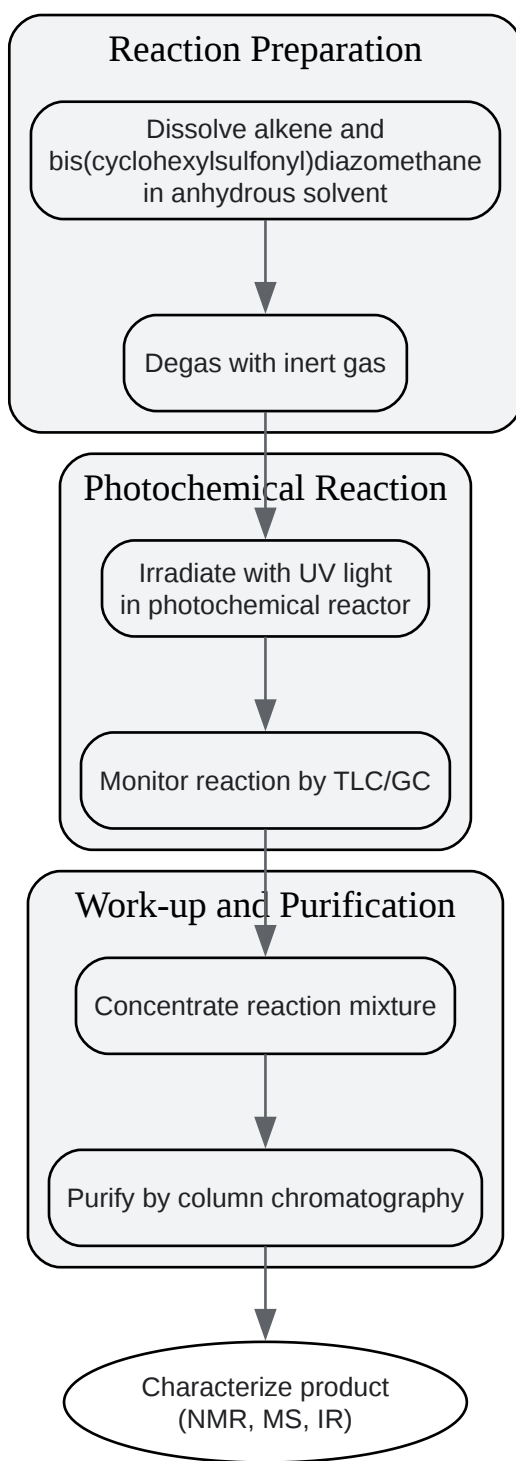 Reaction Preparation
Dissolve alkene and
bis(cyclohexylsulfonyl)diazomethane
in anhydrous solvent
Degas with inert gas
Photochemical Reaction
Irradiate with UV light
in photochemical reactor
Monitor reaction by TLC/GC
Work-up and Purification
Concentrate reaction mixture
Purify by column chromatography
Characterize product
(NMR, MS, IR)